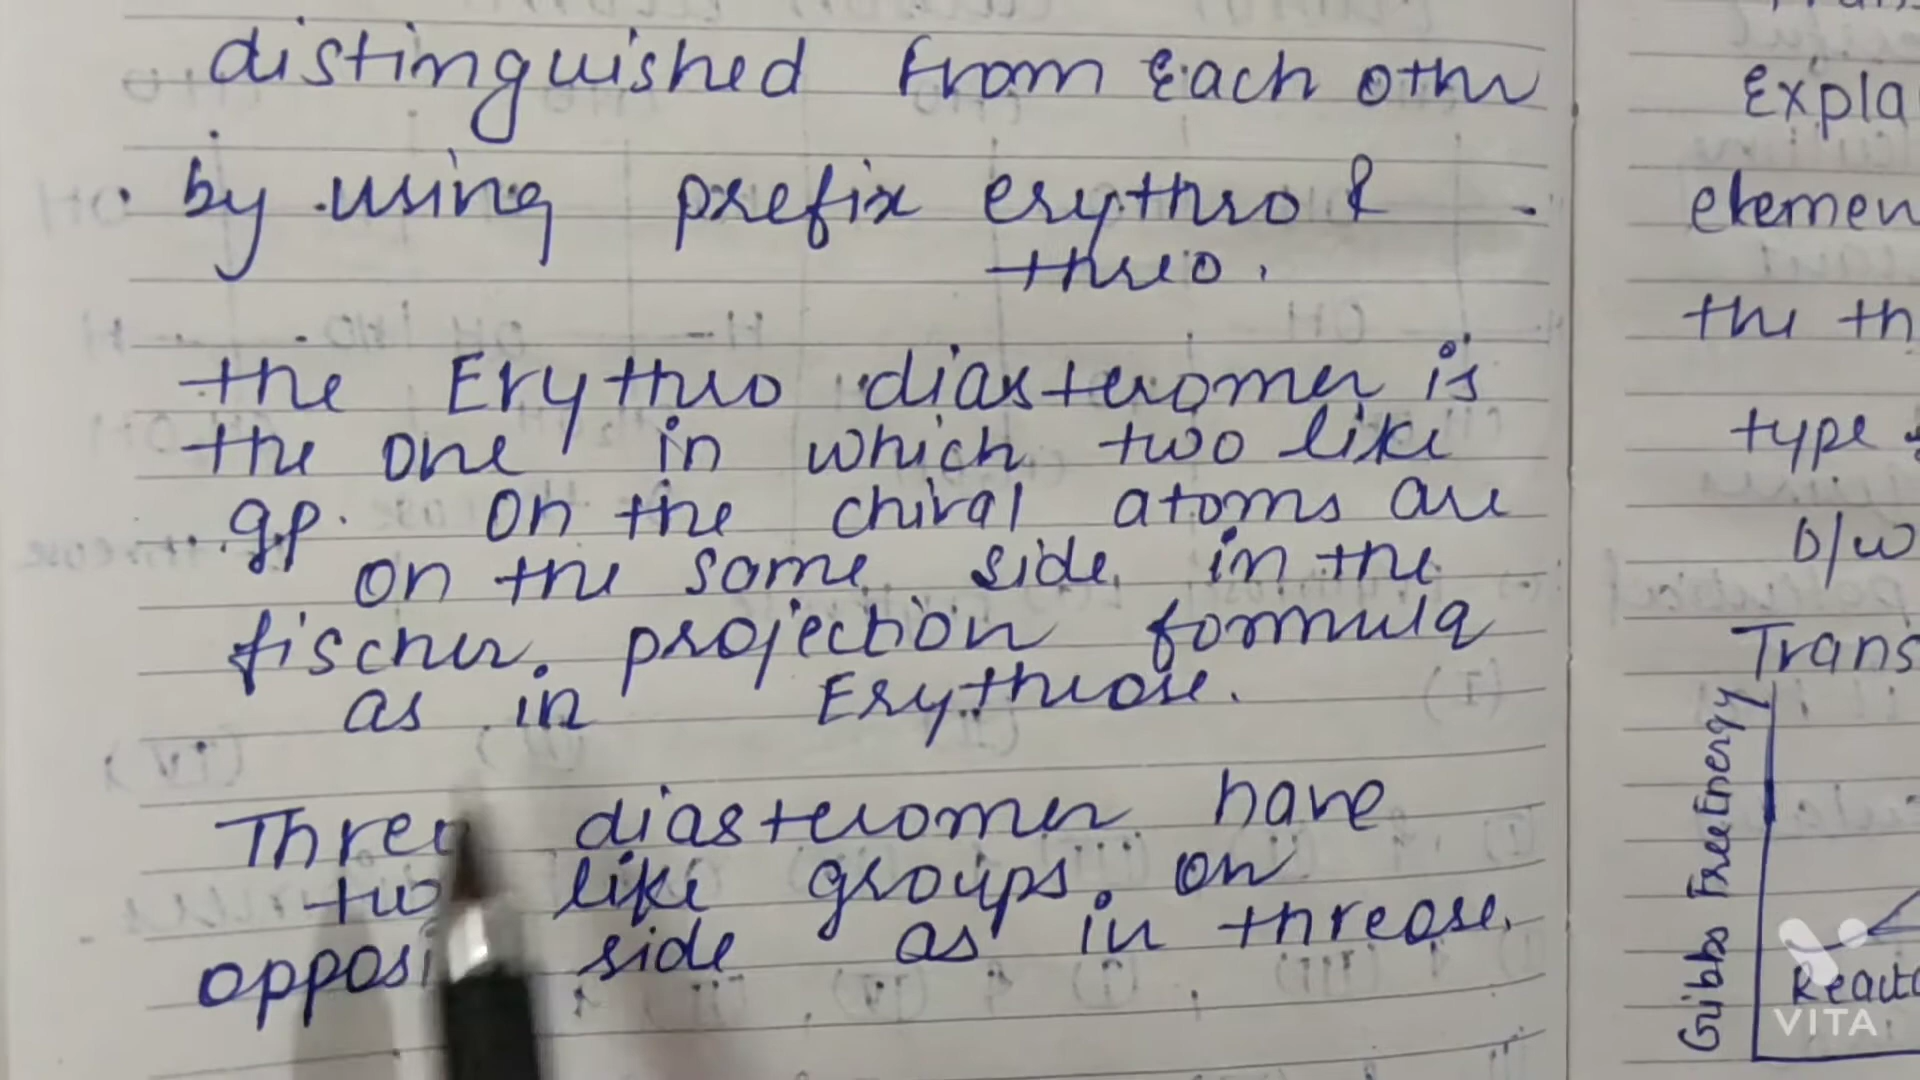 distinguished from Each other
by using prefix erythro &
threo.
the Erythro diasteromer is
the one in which two like
gp. on the chiral atoms are
on the same side in the
fischer projection formula
as in Erythrose.
Threo diasteromer have
two like groups on
side as in threose.
Expla
elemen
the th
type
b/w
Trans
Gibbs Free Energy
Reacta
VITA